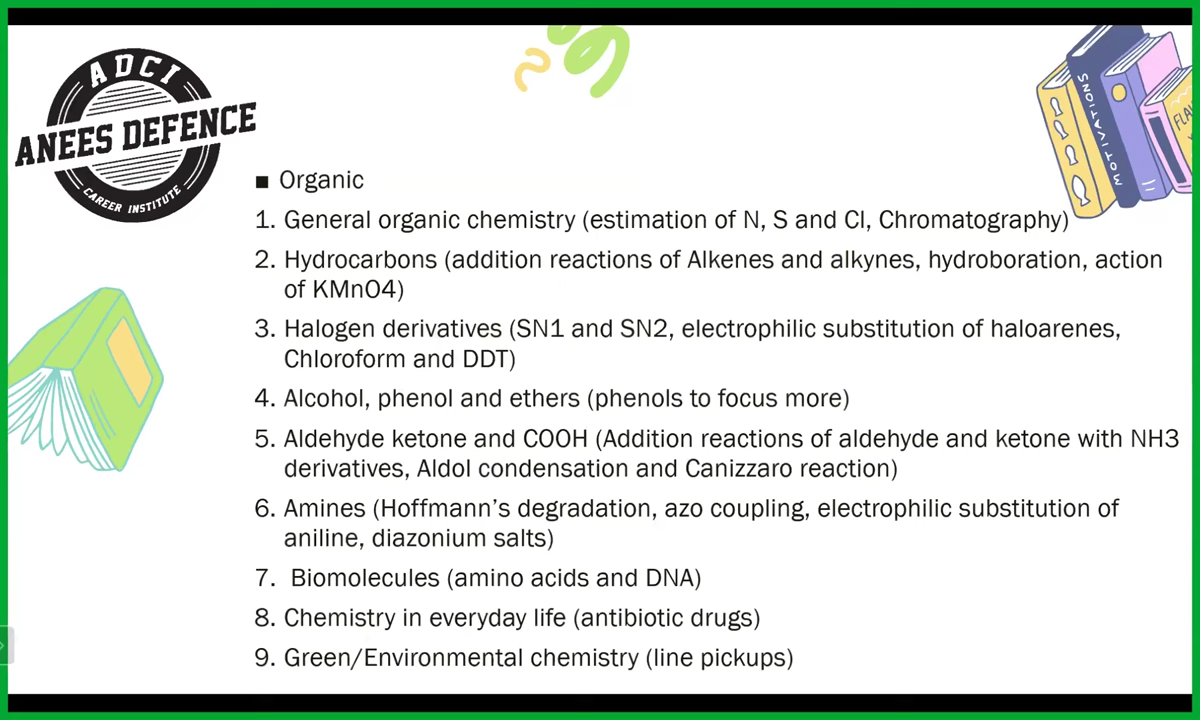 ADCI
ANEES DEFENCE
CAREER INSTITUTE
MOTIVATIONS
■ Organic
1. General organic chemistry (estimation of N, S and Cl, Chromatography)
2. Hydrocarbons (addition reactions of Alkenes and alkynes, hydroboration, action
of KMnO4)
3. Halogen derivatives (SN1 and SN2, electrophilic substitution of haloarenes,
Chloroform and DDT)
4. Alcohol, phenol and ethers (phenols to focus more)
5. Aldehyde ketone and COOH (Addition reactions of aldehyde and ketone with NH3
derivatives, Aldol condensation and Canizzaro reaction)
6. Amines (Hoffmann’s degradation, azo coupling, electrophilic substitution of
aniline, diazonium salts)
7. Biomolecules (amino acids and DNA)
8. Chemistry in everyday life (antibiotic drugs)
9. Green/Environmental chemistry (line pickups)